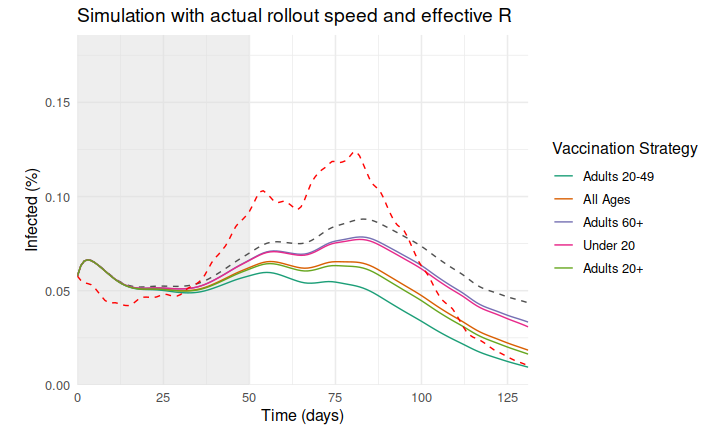 Simulation with actual rollout speed and effective R
0.15
0.10
0.05
0.00
Infected (%)
0 25 50 75 100 125
Time (days)
Vaccination Strategy
Adults 20-49
All Ages
Adults 60+
Under 20
Adults 20+